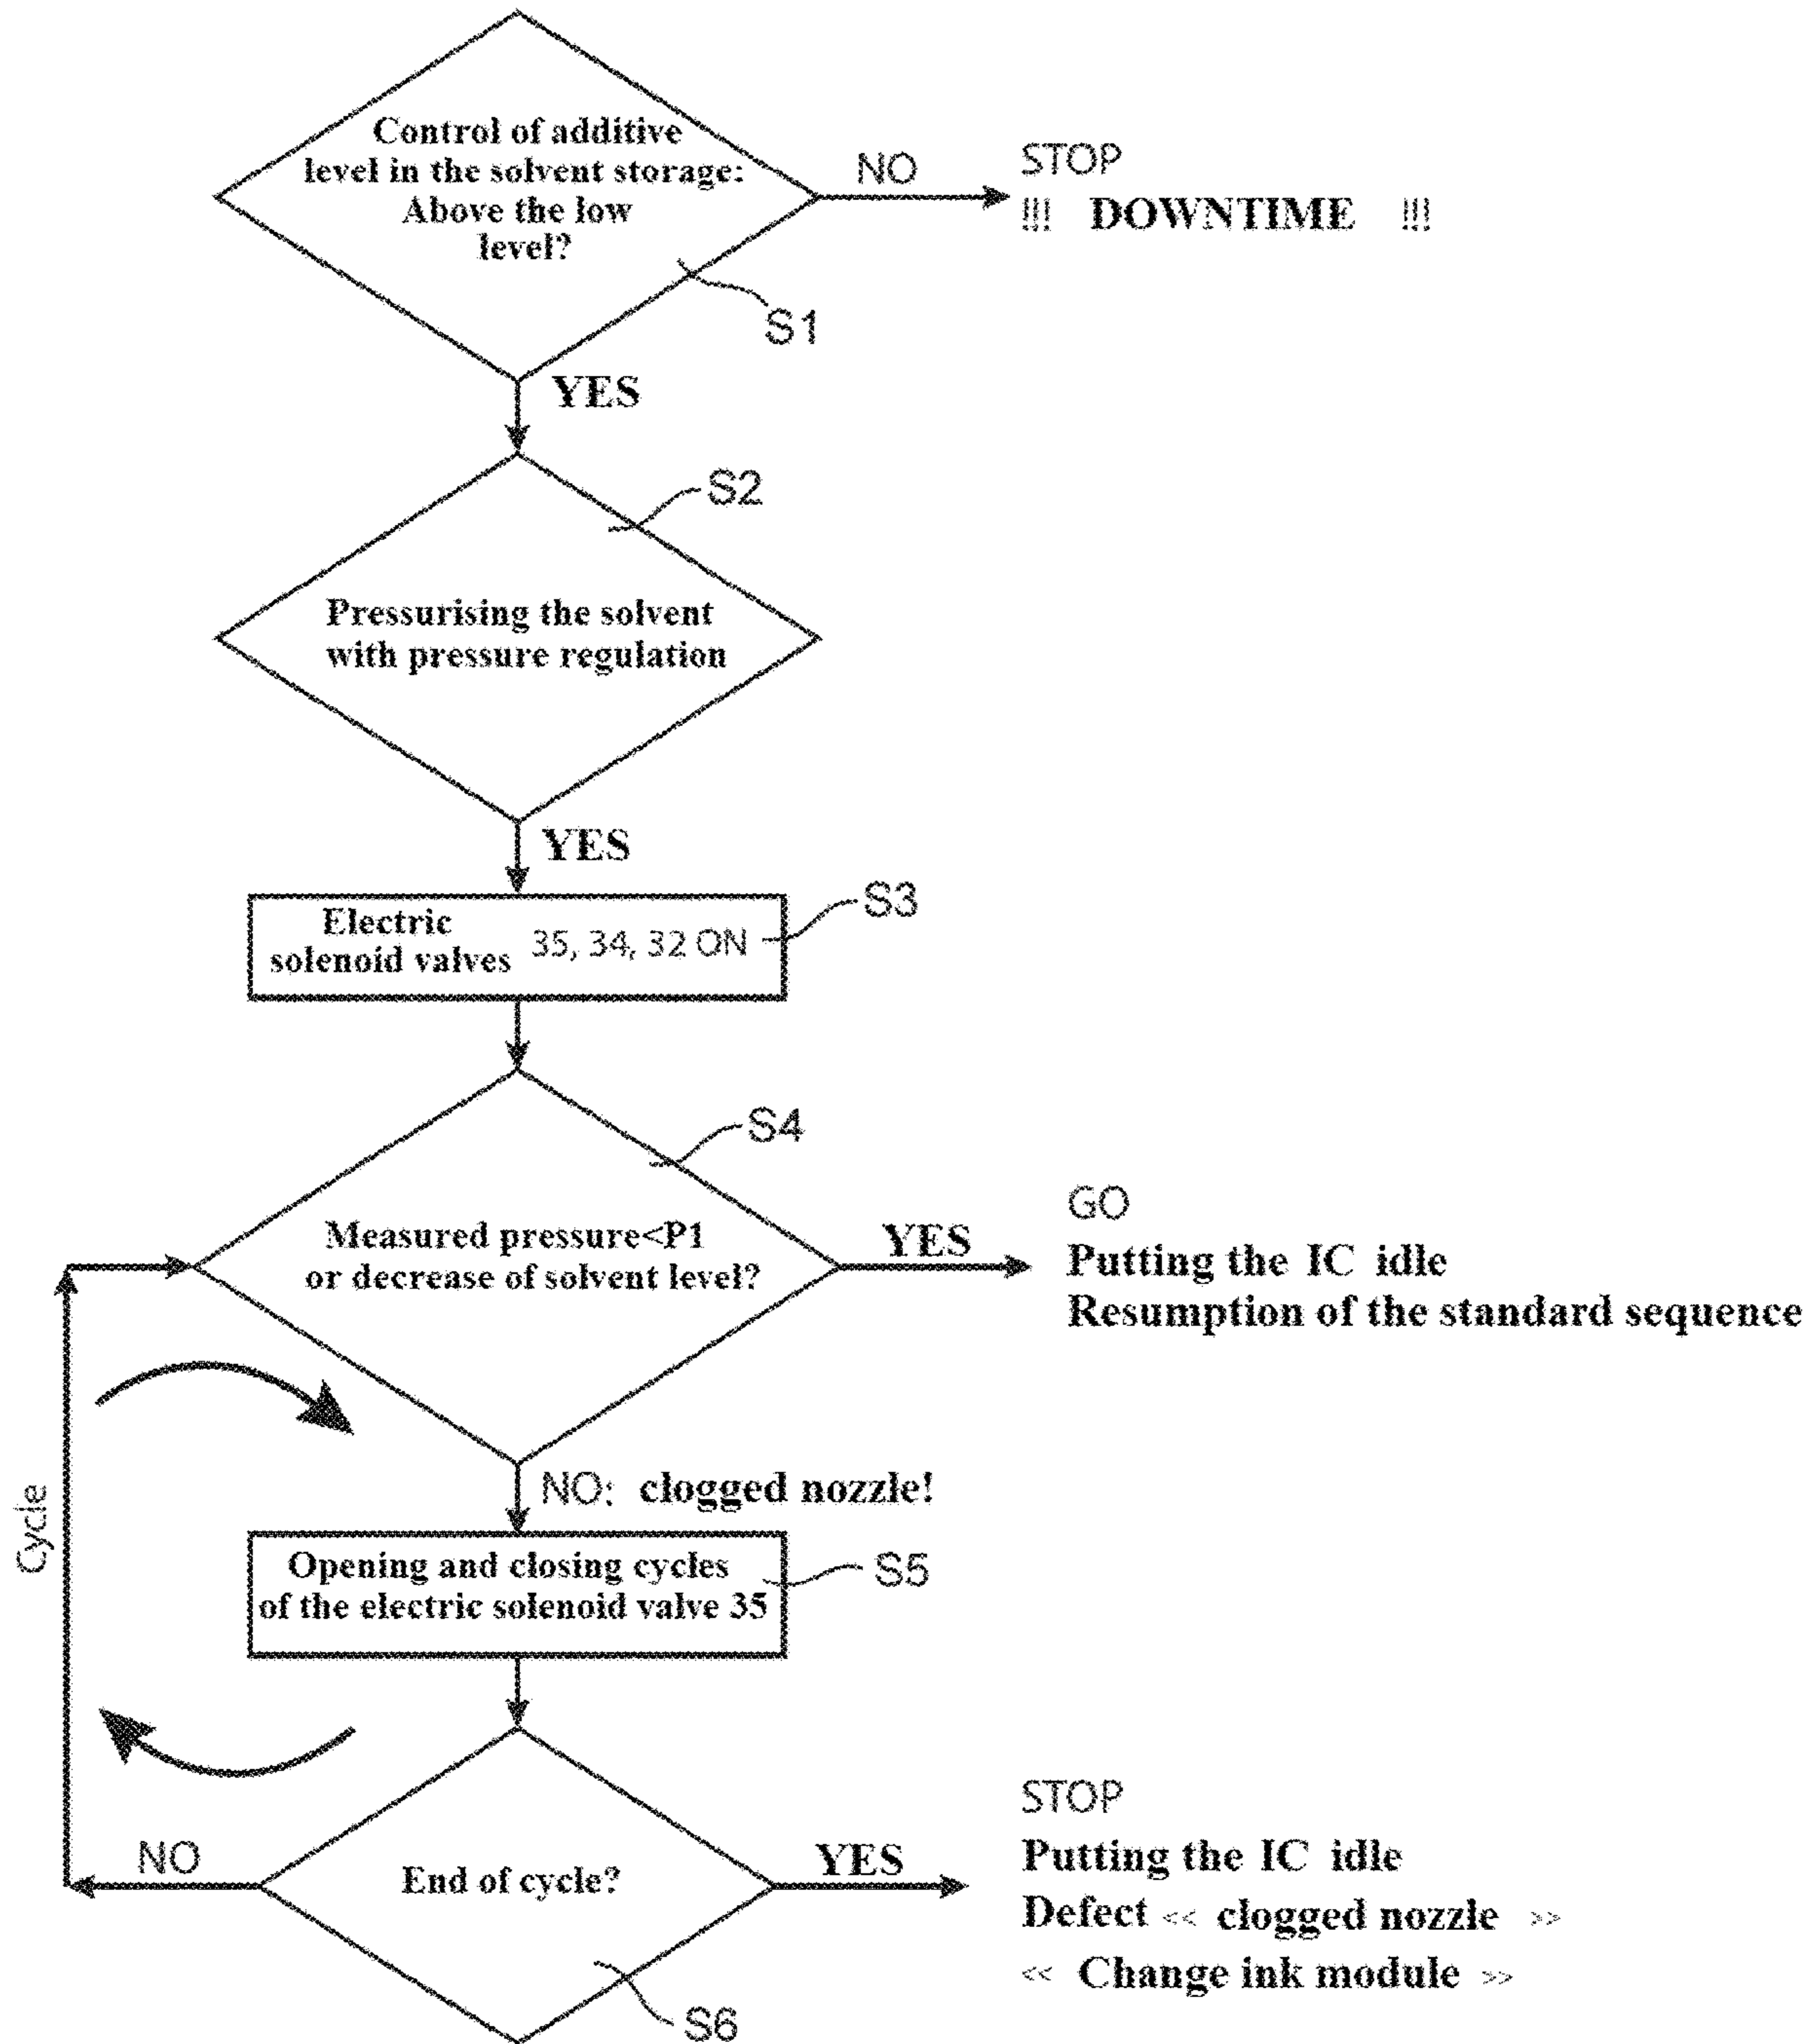 Control of additive
level in the solvent storage:
Above the low
level?
NO
STOP
!!! DOWNTIME !!!
S1
YES
S2
Pressurising the solvent
with pressure regulation
YES
Electric
solenoid valves 35, 34, 32 ON
S3
S4
Measured pressure<P1
or decrease of solvent level?
YES
GO
Putting the IC idle
Resumption of the standard sequence
Cycle
NO: clogged nozzle!
Opening and closing cycles
of the electric solenoid valve 35
S5
NO
End of cycle?
YES
STOP
Putting the IC idle
Defect << clogged nozzle >>
<< Change ink module >>
S6